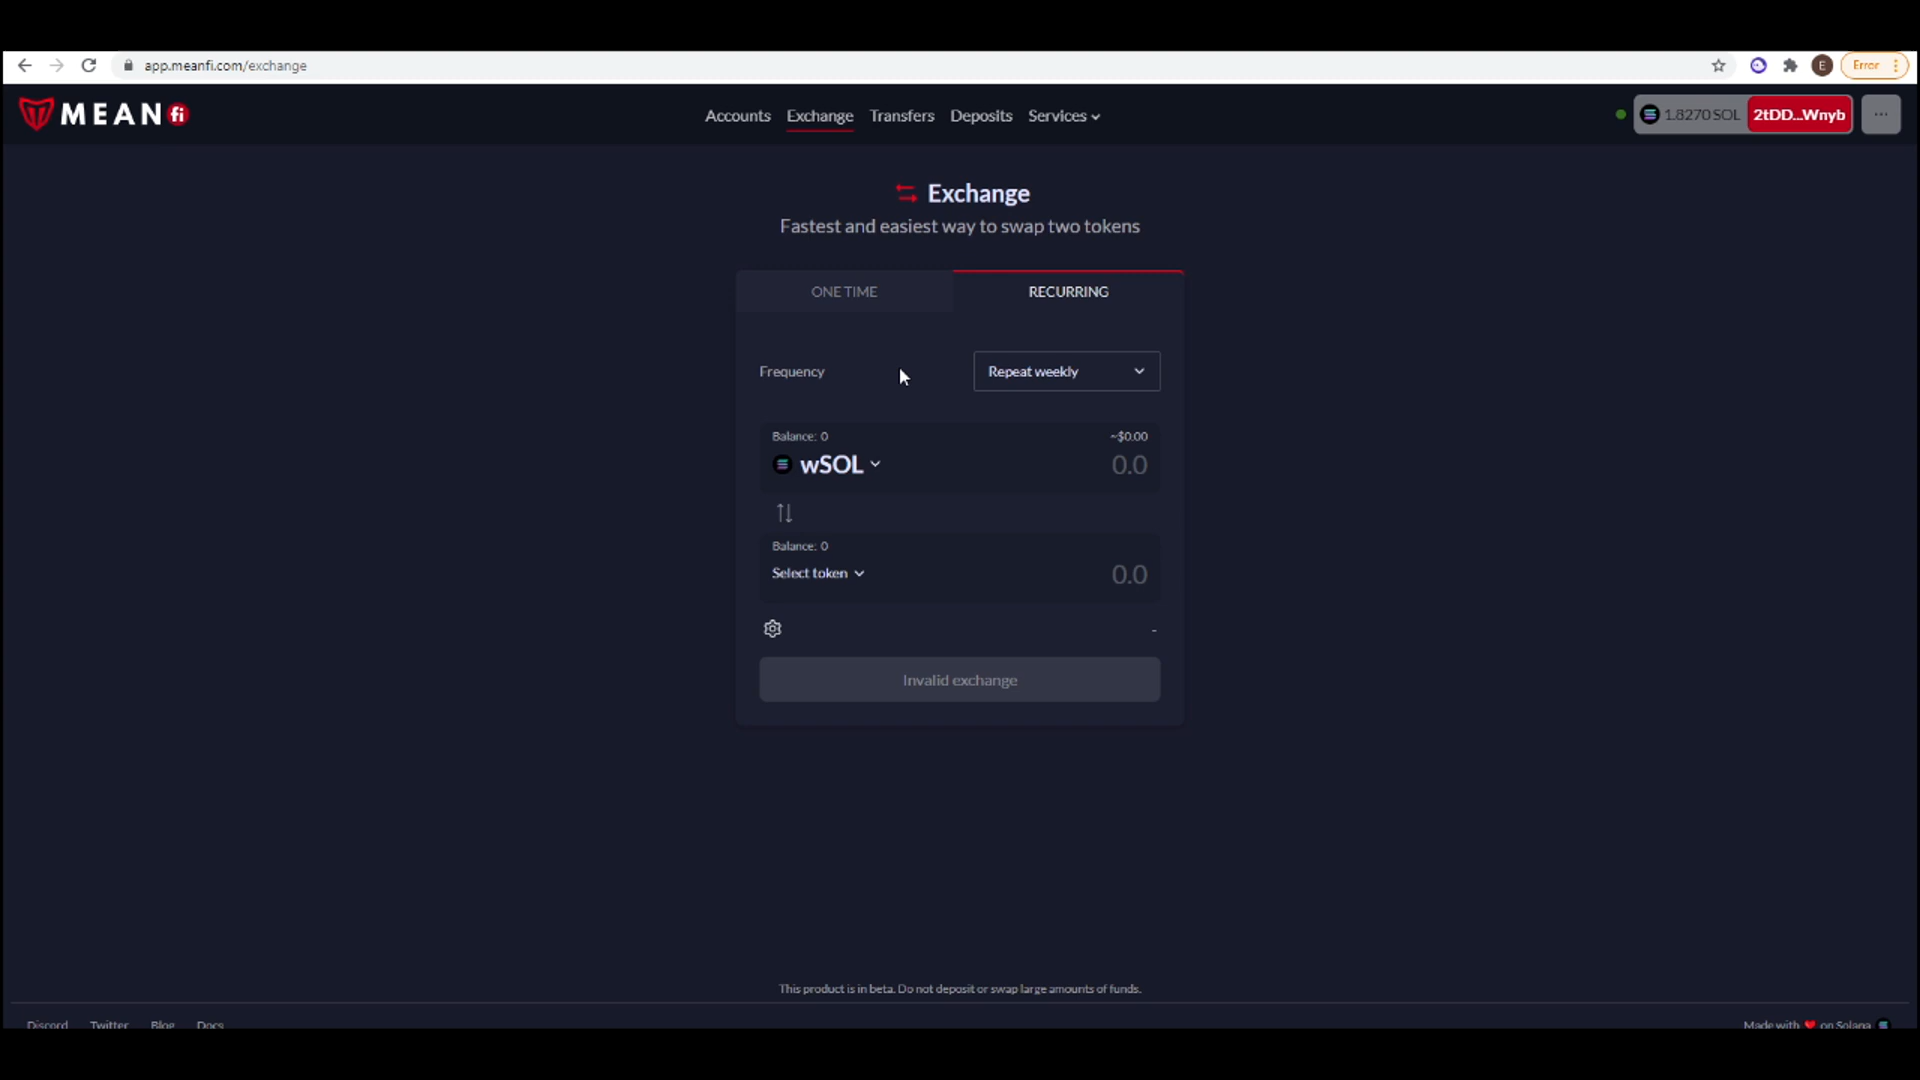 app.meanfi.com/exchange
E
Error
MEAN fi
Accounts
Exchange
Transfers
Deposits
Services
1.8270 SOL
2tDD...Wnyb
...
Exchange
Fastest and easiest way to swap two tokens
ONE TIME
RECURRING
Frequency
Repeat weekly
Balance: 0
~$0.00
wSOL
0.0
Balance: 0
Select token
0.0
-
Invalid exchange
This product is in beta. Do not deposit or swap large amounts of funds.
Discord
Twitter
Blog
Docs
Made with ❤ on Solana